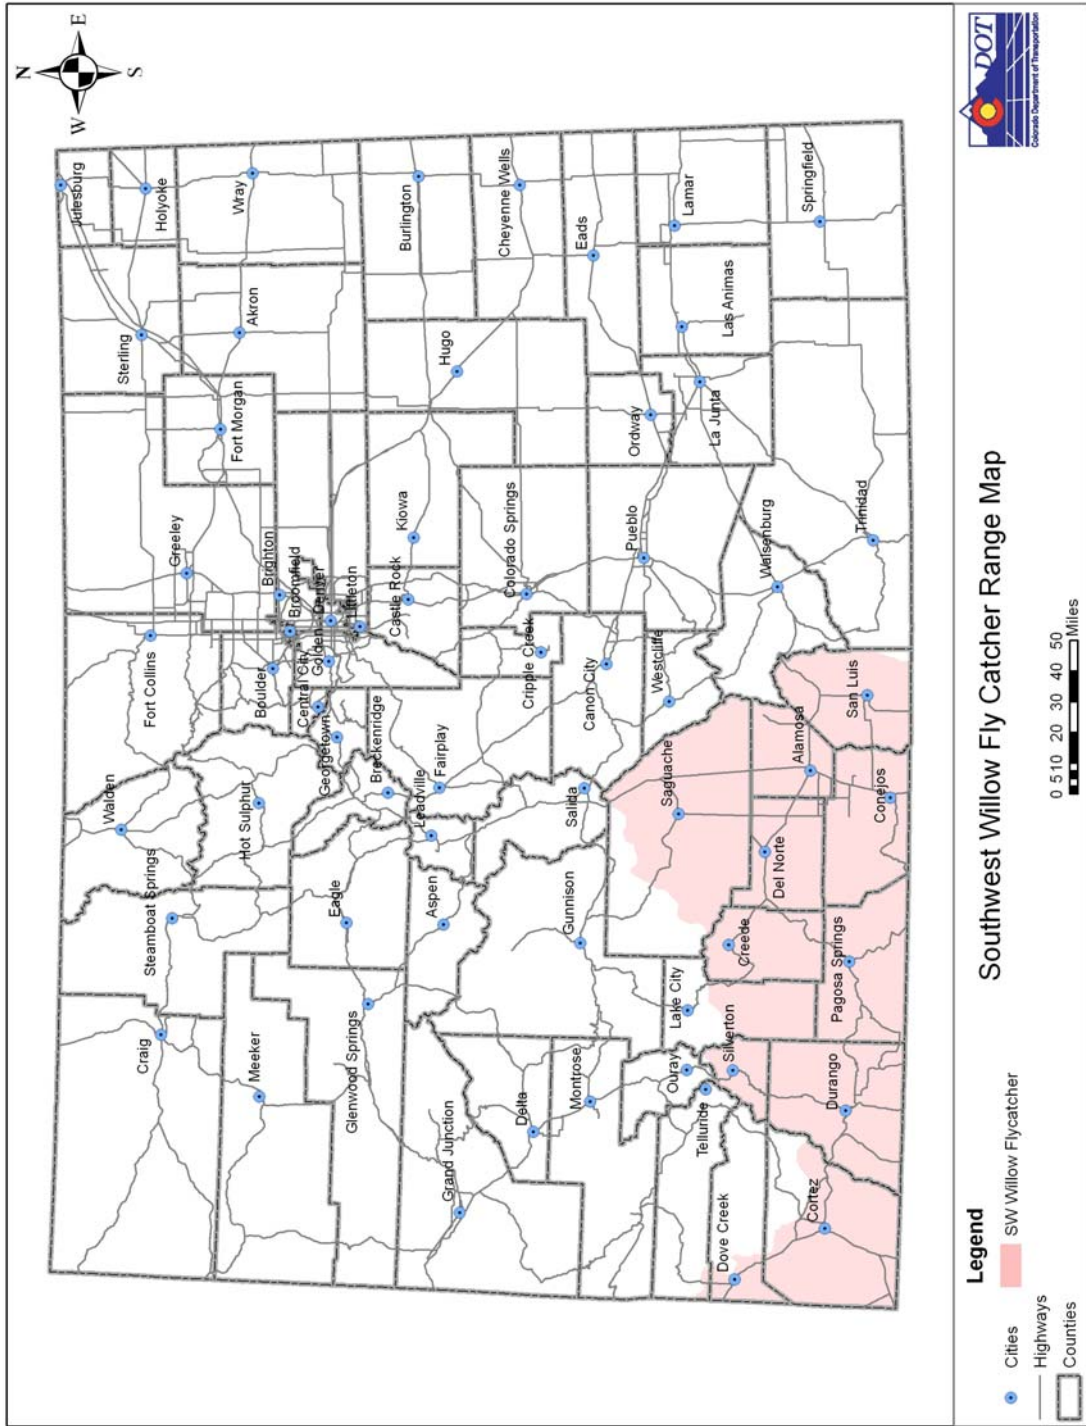 N
W
E
S
Julesburg
Holyoke
Wray
Burlington
Cheyenne Wells
Eads
Lamar
Springfield
Sterling
Akron
Fort Morgan
Hugo
Las Animas
La Junta
Ordway
Greeley
Brighton
Broomfield
Denver
Littleton
Kiowa
Castle Rock
Colorado Springs
Pueblo
Walsenburg
Trinidad
Fort Collins
Boulder
Central City
Golden
Georgetown
Breckenridge
Fairplay
Leadville
Cripple Creek
Canon City
Westcliffe
Salida
Saguache
Alamosa
San Luis
Conejos
Del Norte
Walden
Hot Sulphut
Steamboat Springs
Eagle
Aspen
Gunnison
Creede
Lake City
Pagosa Springs
Craig
Meeker
Glenwood Springs
Grand Junction
Delta
Montrose
Ouray
Silverton
Telluride
Durango
Dove Creek
Cortez
Legend
Cities
SW Willow Flycatcher
Highways
Counties
Southwest Willow Fly Catcher Range Map
0 510 20 30 40 50
Miles
DOT
Colorado Department of Transportation